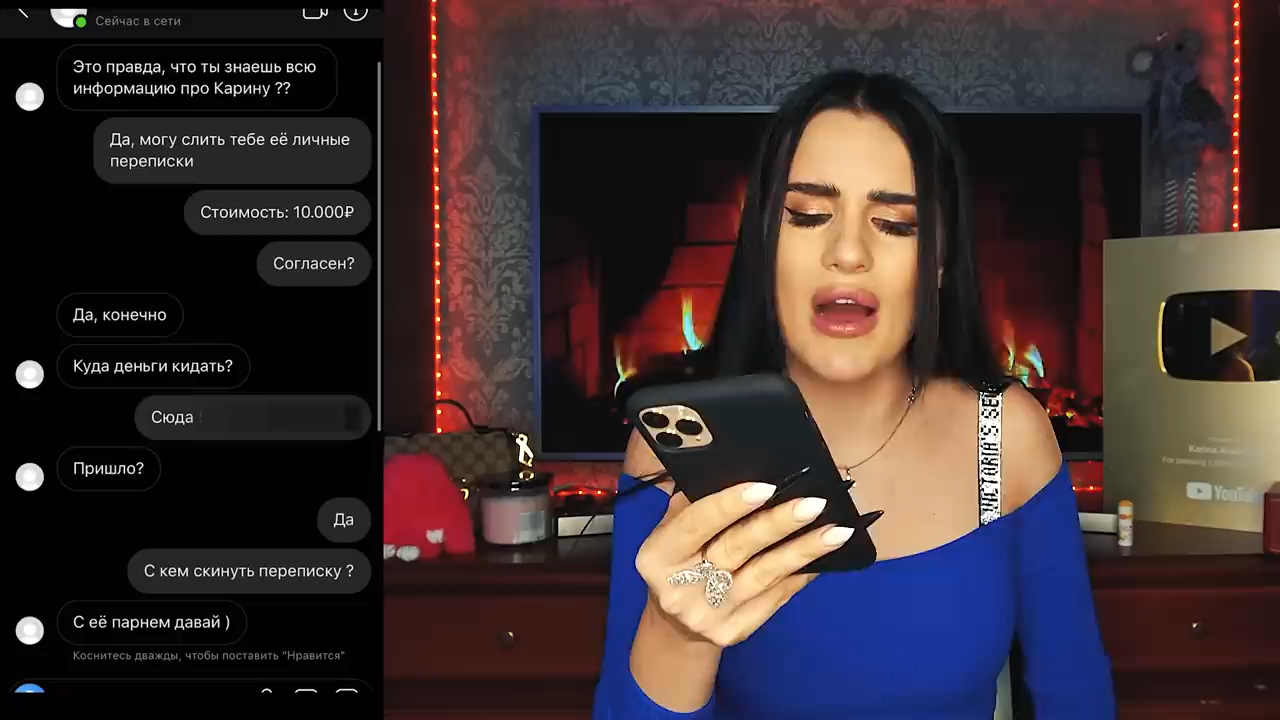 Сейчас в сети
Это правда, что ты знаешь всю
информацию про Карину ??
Да, могу слить тебе её личные
переписки
Стоимость: 10.000₽
Согласен?
Да, конечно
Куда деньги кидать?
Сюда
Пришло?
Да
С кем скинуть переписку ?
С её парнем давай )
Коснитесь дважды, чтобы поставить "Нравится"
VICTORIA'S SEC
YouTube